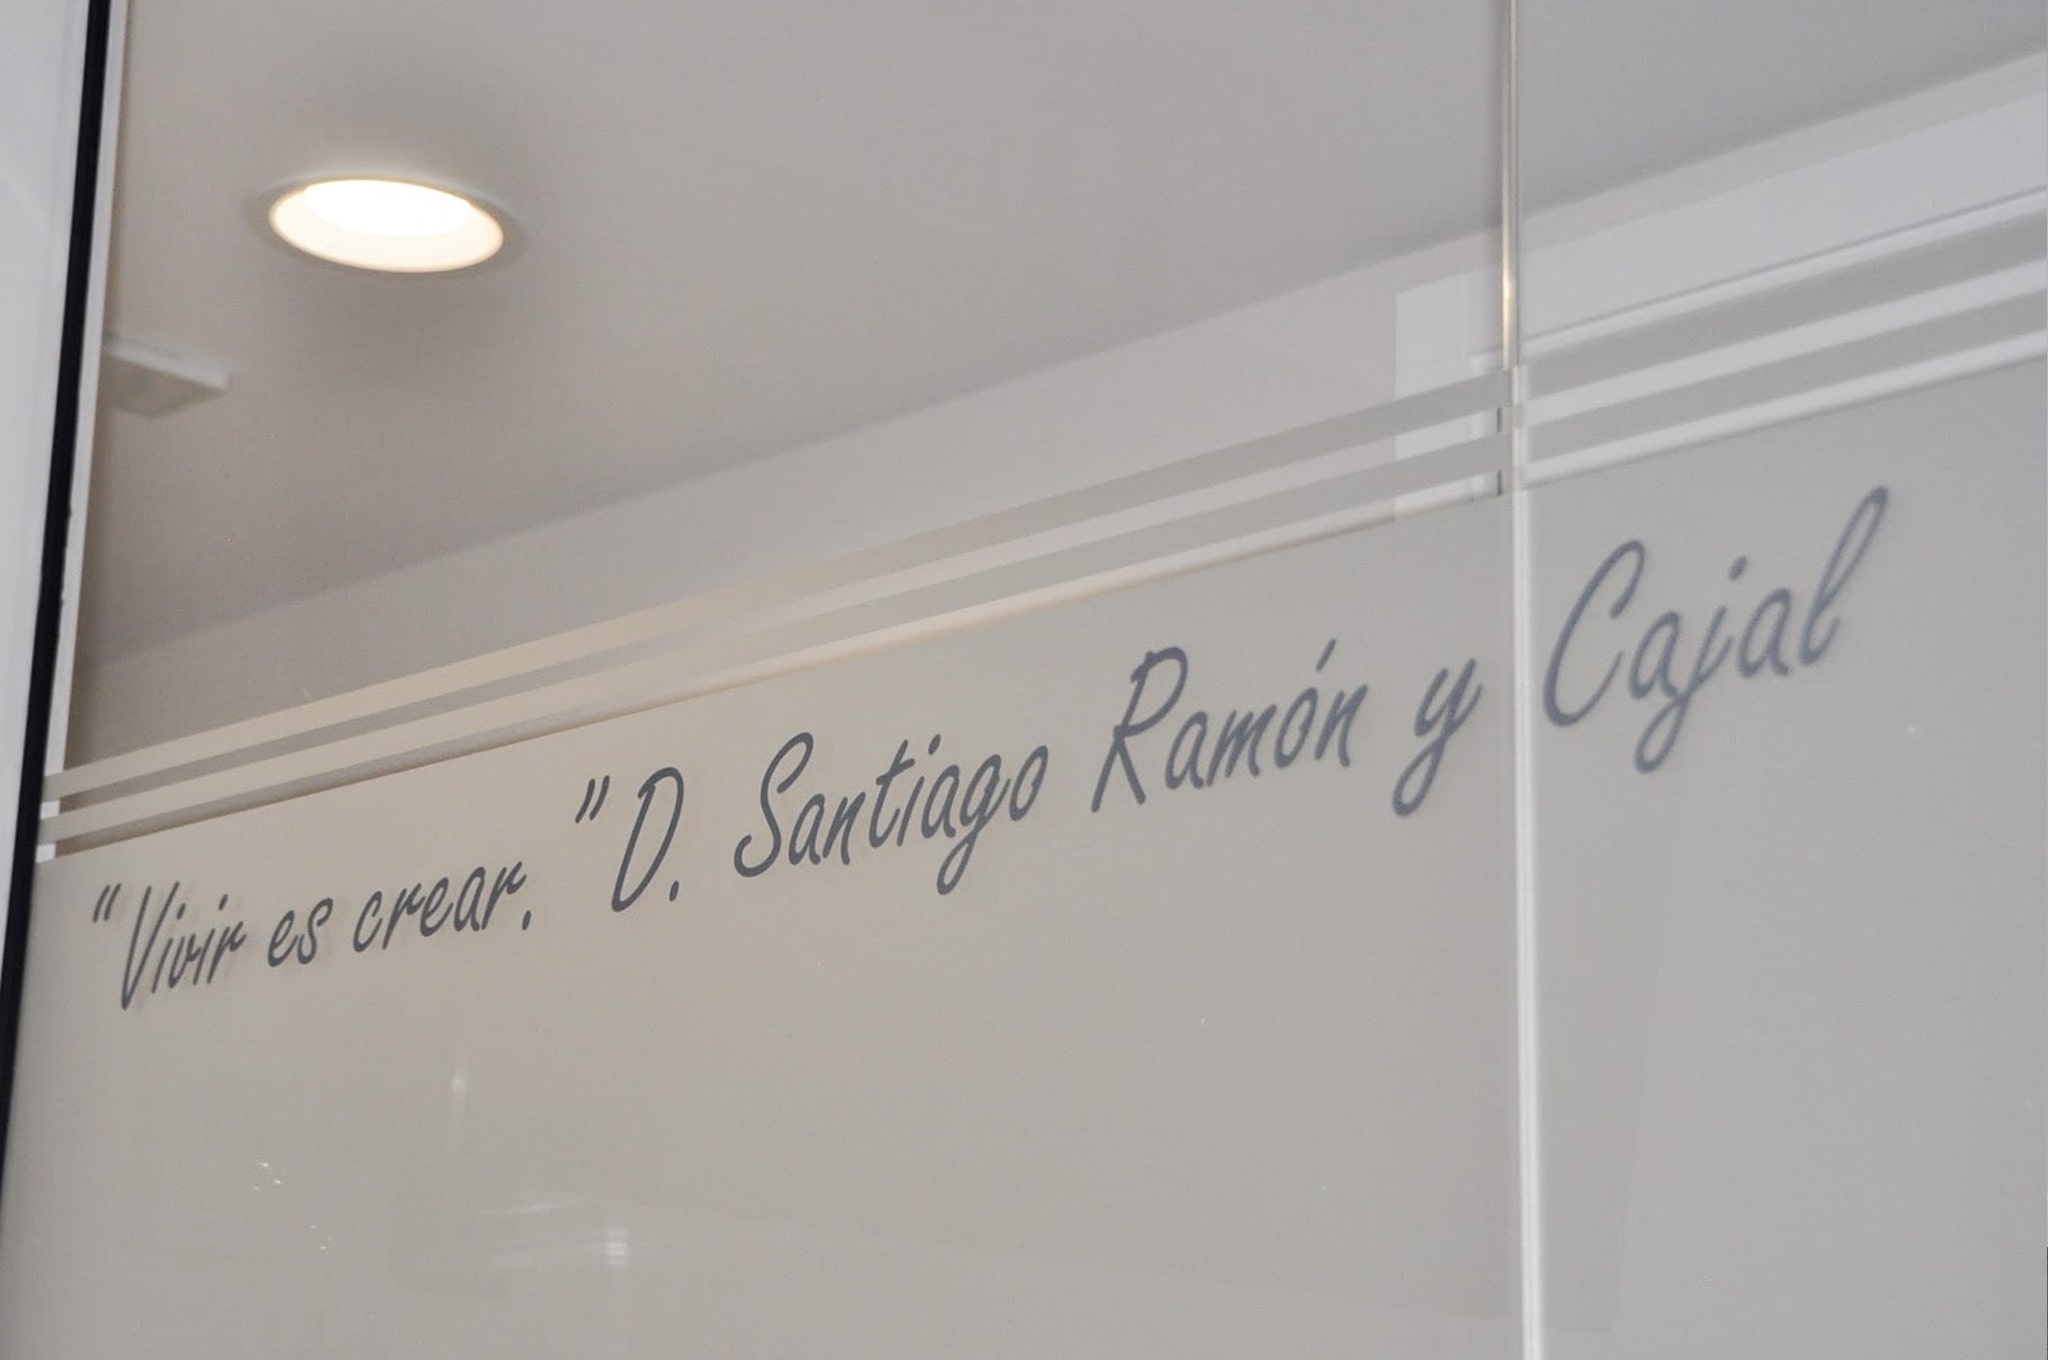 "Vivir es crear." D. Santiago Ramón y Cajal